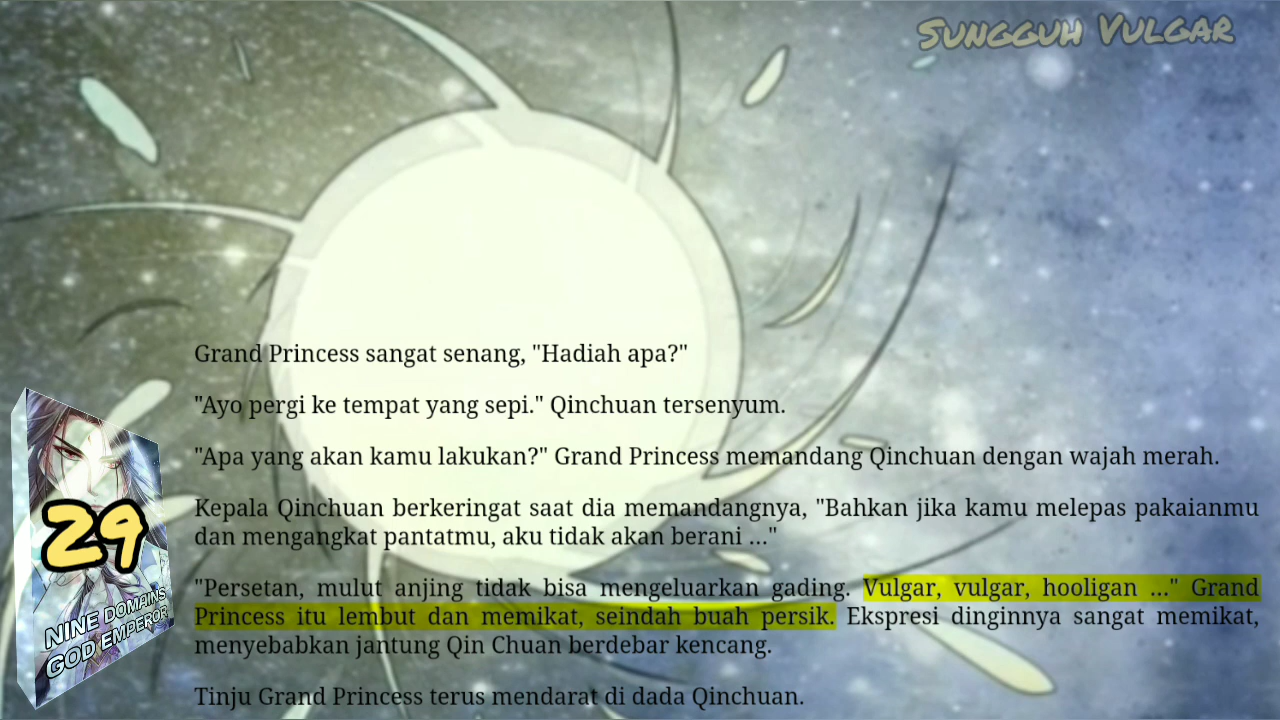 Sungguh Vulgar
Grand Princess sangat senang, "Hadiah apa?"
"Ayo pergi ke tempat yang sepi." Qinchuan tersenyum.
"Apa yang akan kamu lakukan?" Grand Princess memandang Qinchuan dengan wajah merah.
Kepala Qinchuan berkeringat saat dia memandangnya, "Bahkan jika kamu melepas pakaianmu
dan mengangkat pantatmu, aku tidak akan berani ..."
"Persetan, mulut anjing tidak bisa mengeluarkan gading. Vulgar, vulgar, hooligan ..." Grand
Princess itu lembut dan memikat, seindah buah persik. Ekspresi dinginnya sangat memikat,
menyebabkan jantung Qin Chuan berdebar kencang.
Tinju Grand Princess terus mendarat di dada Qinchuan.
29
NINE DOMAINS
GOD EMPEROR